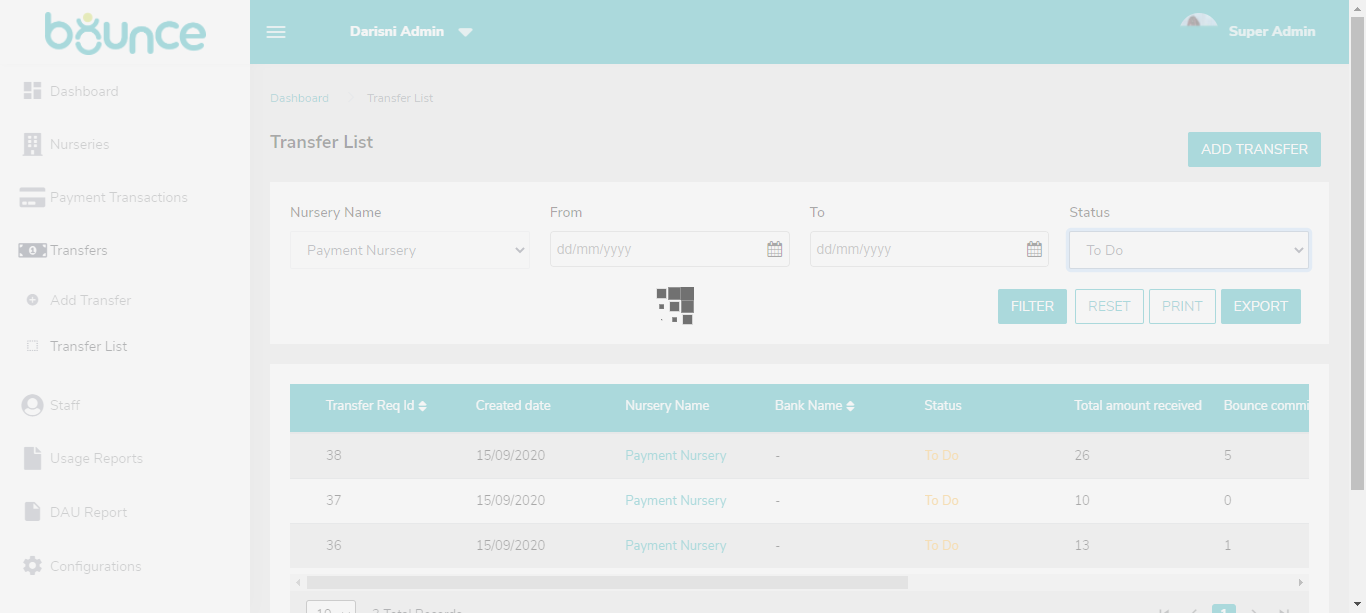 bounce
Darisni Admin
Super Admin
Dashboard
Nurseries
Payment Transactions
Transfers
Add Transfer
Transfer List
Staff
Usage Reports
DAU Report
Configurations
Dashboard Transfer List
Transfer List
ADD TRANSFER
Nursery Name From To Status
Payment Nursery dd/mm/yyyy dd/mm/yyyy To Do
FILTER RESET PRINT EXPORT
Transfer Req Id Created date Nursery Name Bank Name Status Total amount received Bounce commi
38 15/09/2020 Payment Nursery - To Do 26 5
37 15/09/2020 Payment Nursery - To Do 10 0
36 15/09/2020 Payment Nursery - To Do 13 1
10 3 Total Records 1